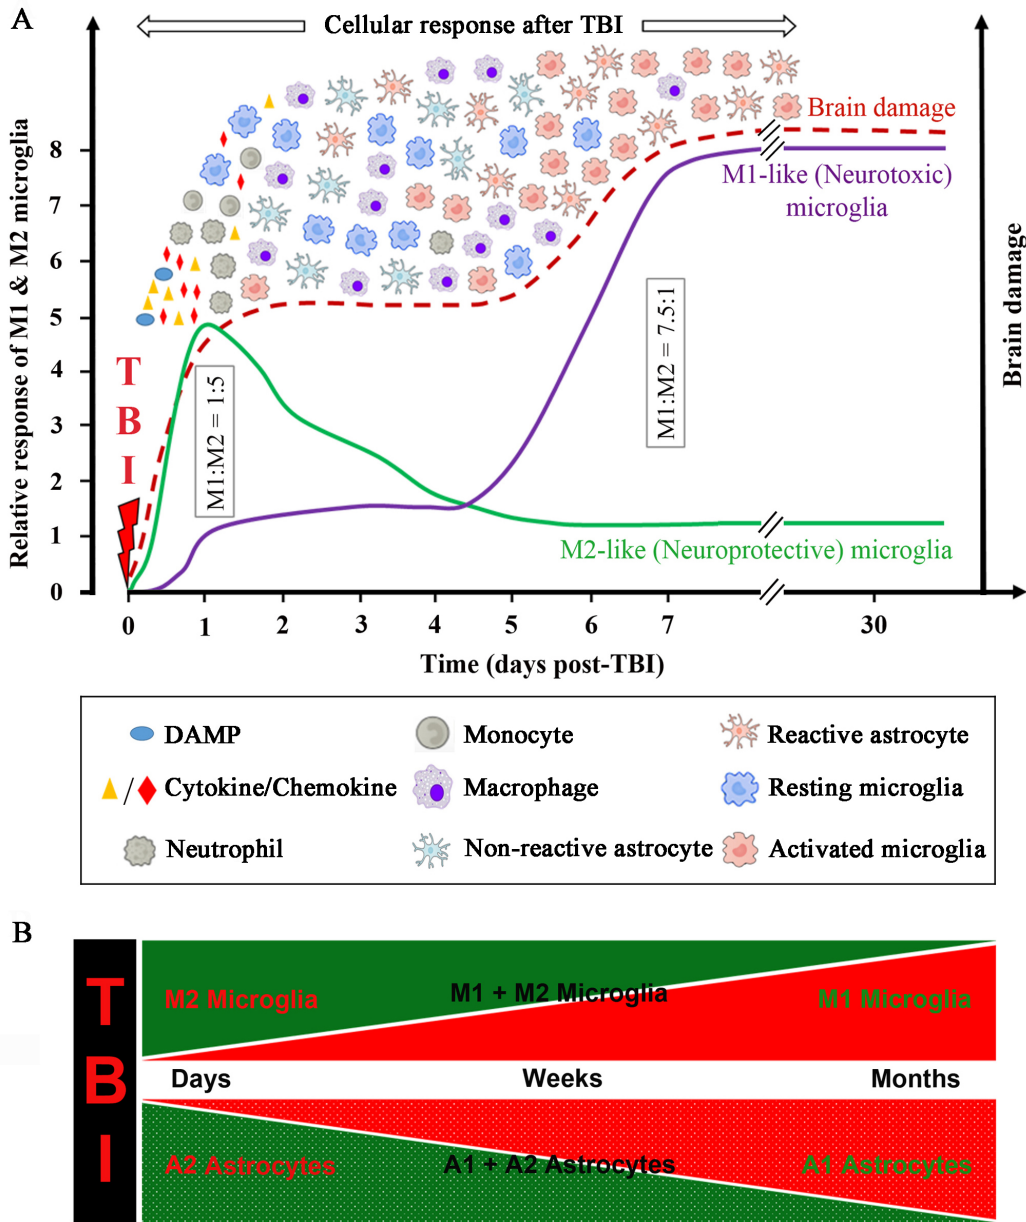 A
Cellular response after TBI
Relative response of M1 & M2 microglia
Brain damage
8
7
6
5
4
3
2
1
0
TBI
M1:M2 = 1:5
M1:M2 = 7.5:1
Brain damage
M1-like (Neurotoxic)
microglia
M2-like (Neuroprotective) microglia
0 1 2 3 4 5 6 7 30
Time (days post-TBI)
DAMP
Monocyte
Reactive astrocyte
/ Cytokine/Chemokine
Macrophage
Resting microglia
Neutrophil
Non-reactive astrocyte
Activated microglia
B
TBI
M2 Microglia
M1 + M2 Microglia
M1 Microglia
Days
Weeks
Months
A2 Astrocytes
A1 + A2 Astrocytes
A1 Astrocytes